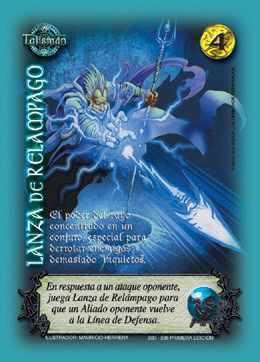 Talismán
4
LANZA DE RELÁMPAGO
El poder del rayo
concentrado en un
conjuro, especial para
derrotar enemigos
demasiado inquietos.
En respuesta a un ataque oponente,
juega Lanza de Relámpago para
que un Aliado oponente vuelve
a la Línea de Defensa.
ILUSTRADOR: MAURICIO HERRERA
PRIMERA EDICION